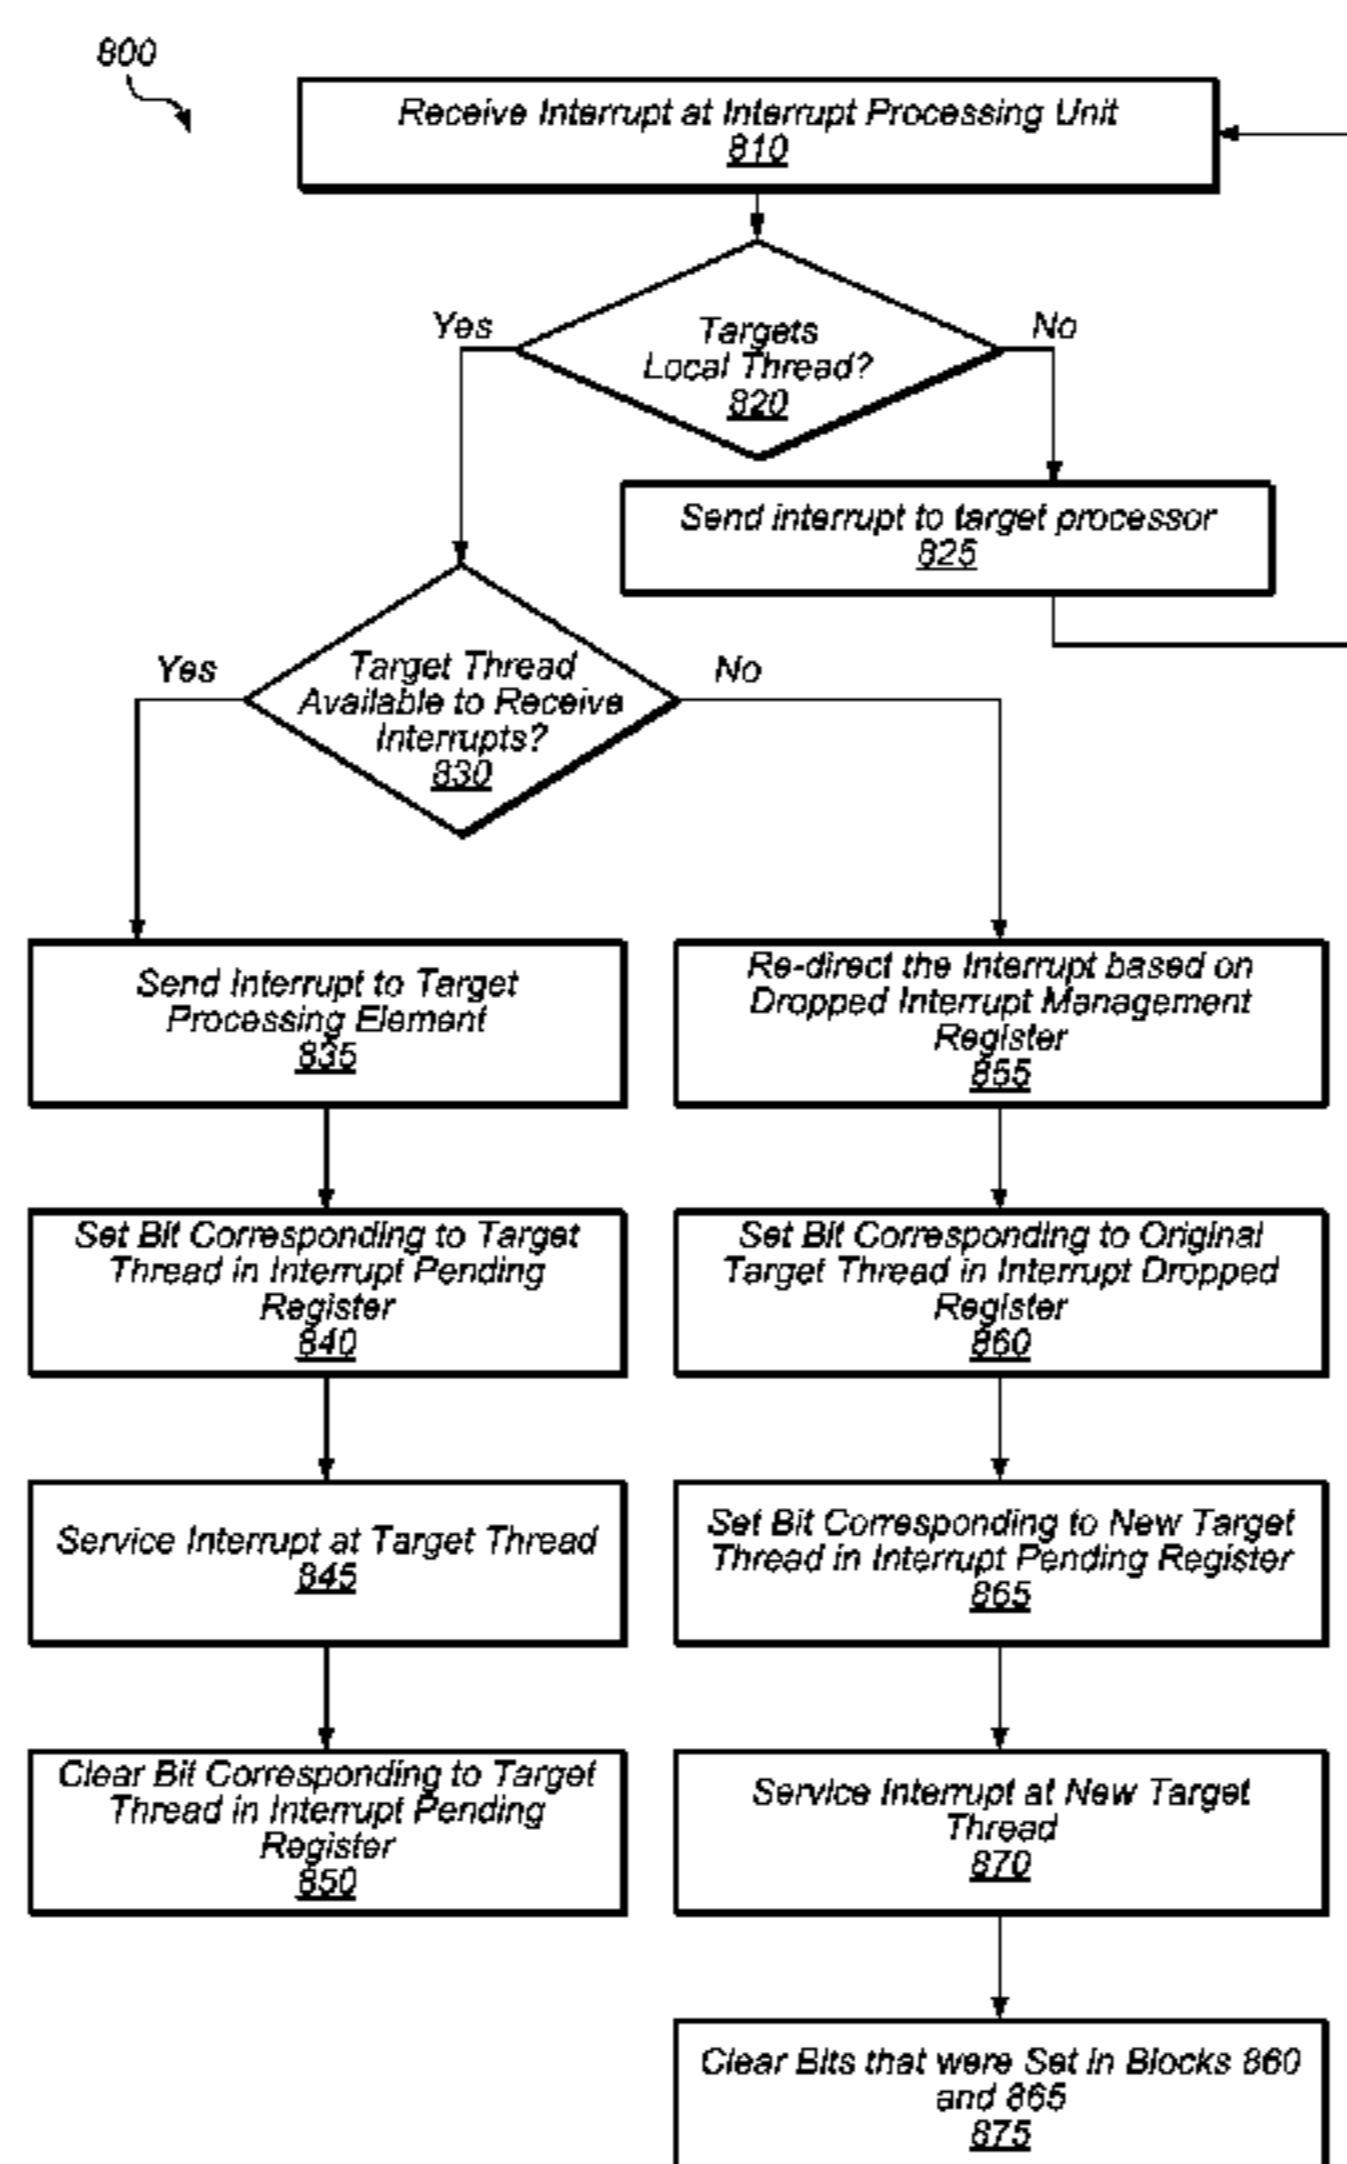 800
Receive Interrupt at Interrupt Processing Unit
810
Yes
No
Targets
Local Thread?
820
Send interrupt to target processor
825
Yes
No
Target Thread
Available to Receive
Interrupts?
830
Send Interrupt to Target
Processing Element
835
Re-direct the Interrupt based on
Dropped Interrupt Management
Register
855
Set Bit Corresponding to Target
Thread in Interrupt Pending
Register
840
Set Bit Corresponding to Original
Target Thread in Interrupt Dropped
Register
860
Service Interrupt at Target Thread
845
Set Bit Corresponding to New Target
Thread in Interrupt Pending Register
865
Clear Bit Corresponding to Target
Thread in Interrupt Pending
Register
850
Service Interrupt at New Target
Thread
870
Clear Bits that were Set in Blocks 860
and 865
875